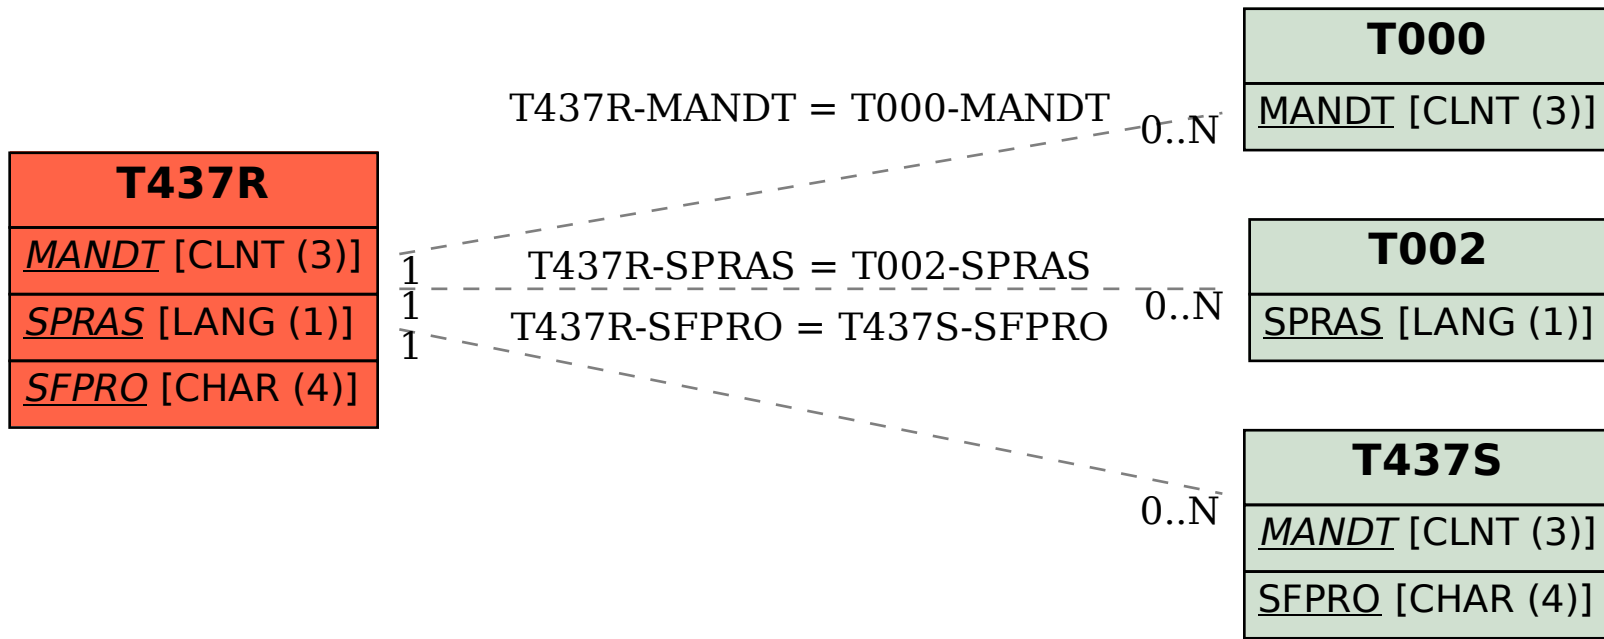 T437R
MANDT [CLNT (3)]
SPRAS [LANG (1)]
SFPRO [CHAR (4)]
T437R-MANDT = T000-MANDT
0..N
1
T437R-SPRAS = T002-SPRAS
0..N
1
T437R-SFPRO = T437S-SFPRO
0..N
1
T000
MANDT [CLNT (3)]
T002
SPRAS [LANG (1)]
T437S
MANDT [CLNT (3)]
SFPRO [CHAR (4)]